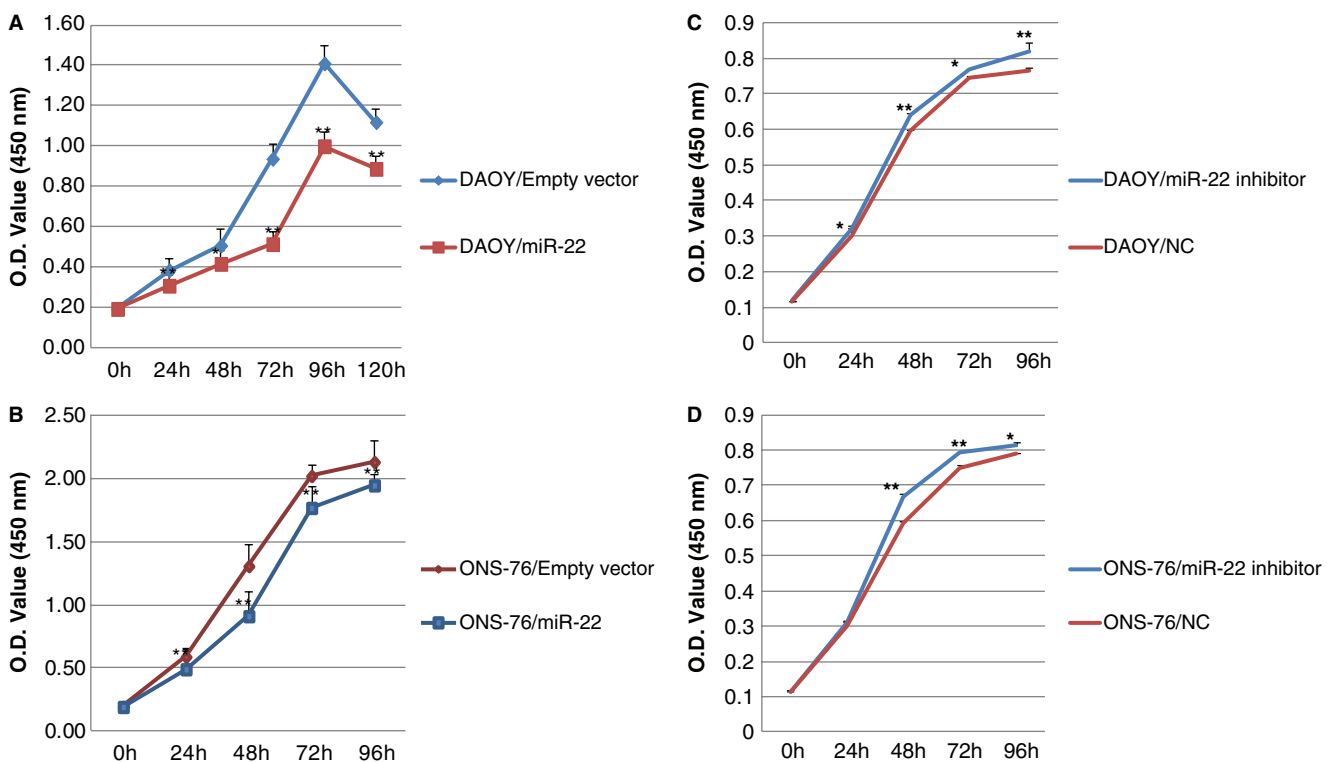 A
O.D. Value (450 nm)
1.60
1.40
1.20
1.00
0.80
0.60
0.40
0.20
0.00
0h 24h 48h 72h 96h 120h
** * ** ** **
DAOY/Empty vector
DAOY/miR-22
B
O.D. Value (450 nm)
2.50
2.00
1.50
1.00
0.50
0.00
0h 24h 48h 72h 96h
** ** ** **
ONS-76/Empty vector
ONS-76/miR-22
C
O.D. Value (450 nm)
0.9
0.8
0.7
0.6
0.5
0.4
0.3
0.2
0.1
0
0h 24h 48h 72h 96h
* ** * **
DAOY/miR-22 inhibitor
DAOY/NC
D
O.D. Value (450 nm)
0.9
0.8
0.7
0.6
0.5
0.4
0.3
0.2
0.1
0
0h 24h 48h 72h 96h
** ** *
ONS-76/miR-22 inhibitor
ONS-76/NC